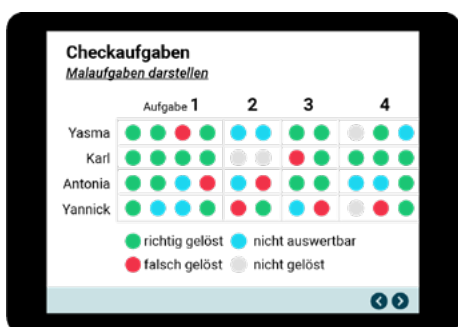 Checkaufgaben
Malaufgaben darstellen
Aufgabe 1 2 3 4
Yasma
Karl
Antonia
Yannick
richtig gelöst nicht auswertbar
falsch gelöst nicht gelöst